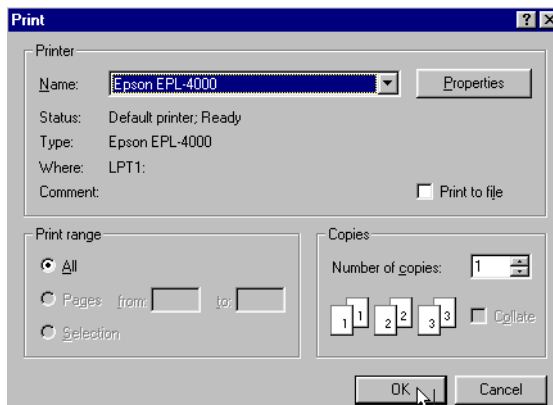 Print
Printer
Name: Epson EPL-4000 Properties
Status: Default printer; Ready
Type: Epson EPL-4000
Where: LPT1:
Comment: Print to file
Print range
All
Pages from: to:
Selection
Copies
Number of copies: 1
1 1 2 2 3 3 Collate
OK Cancel